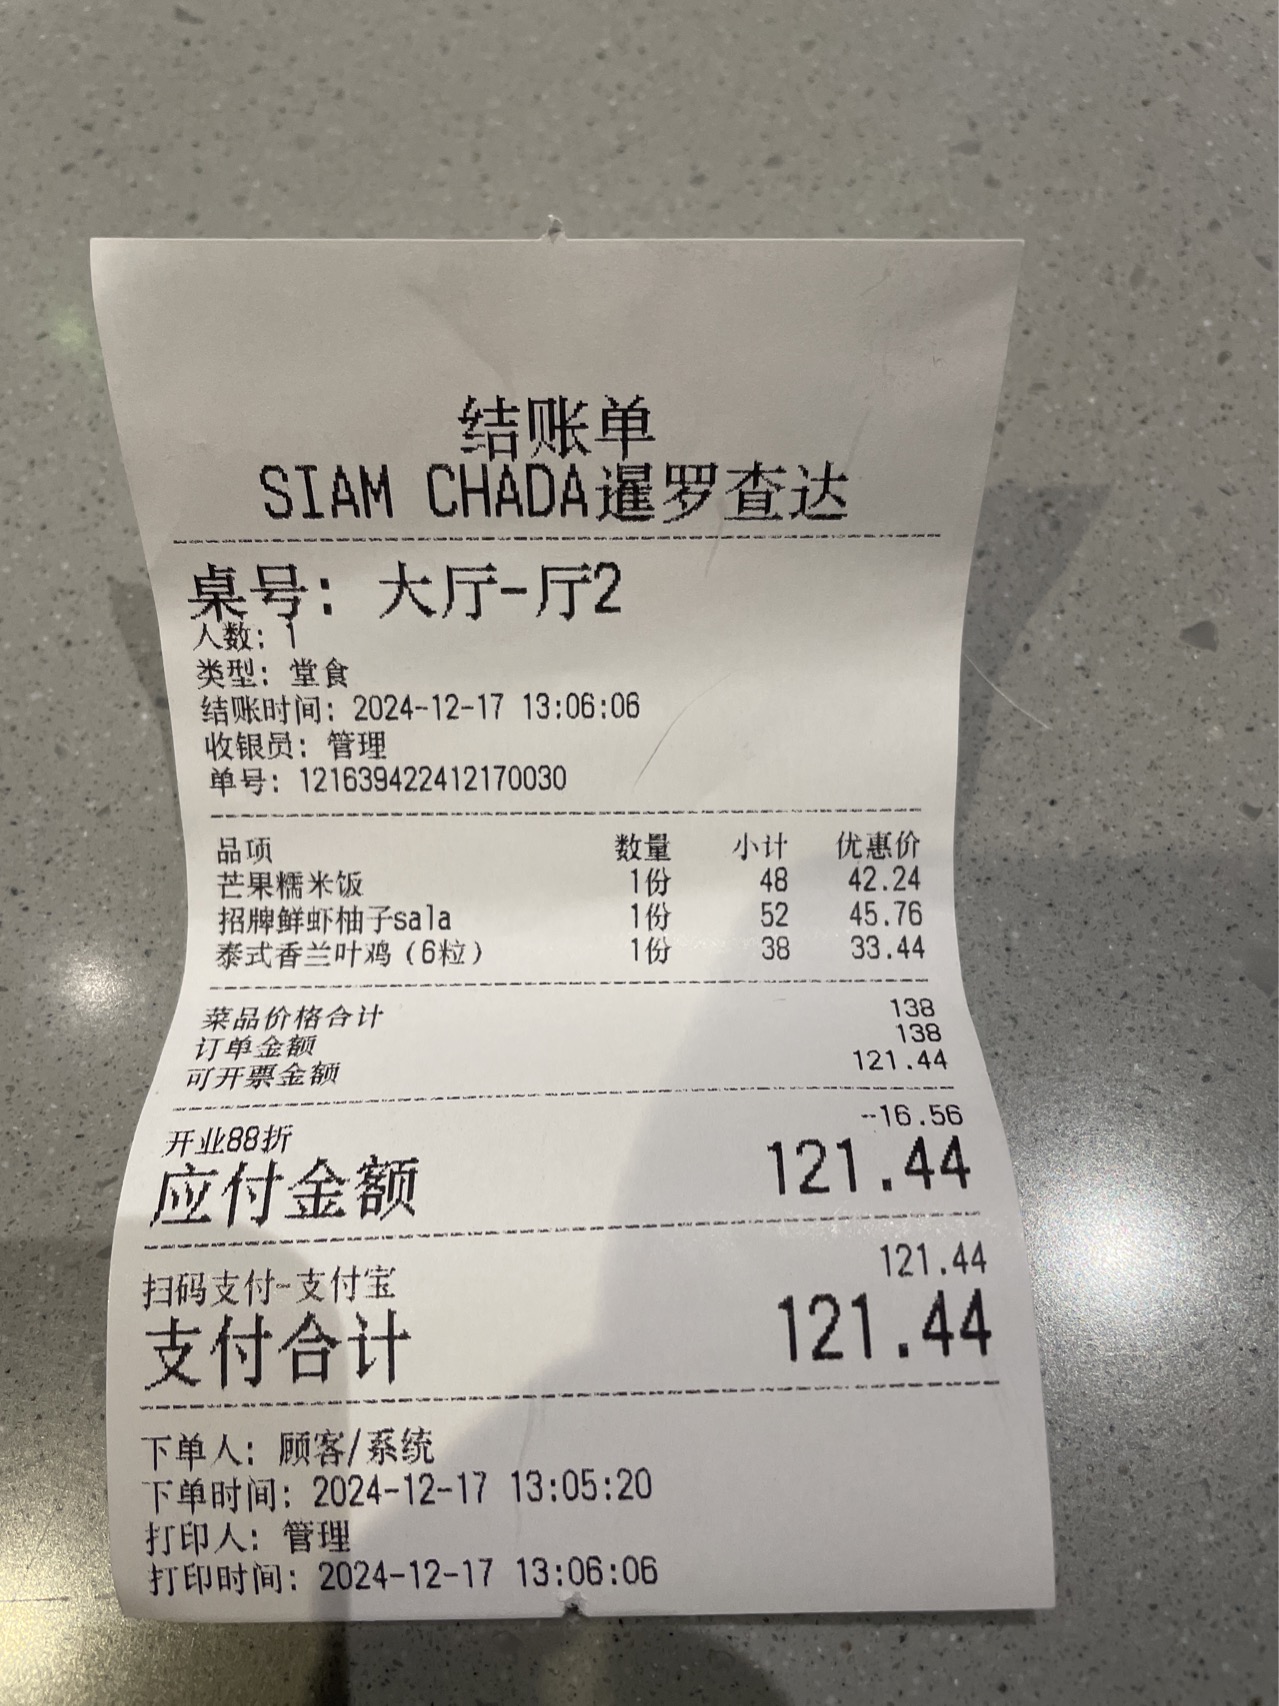 结账单
SIAM CHADA暹罗查达
桌号: 大厅-厅2
人数: 1
类型: 堂食
结账时间: 2024-12-17 13:06:06
收银员: 管理
单号: 121639422412170030
品项 数量 小计 优惠价
芒果糯米饭 1份 48 42.24
招牌鲜虾柚子sala 1份 52 45.76
泰式香兰叶鸡(6粒) 1份 38 33.44
菜品价格合计 138
订单金额 138
可开票金额 121.44
开业88折 -16.56
应付金额 121.44
扫码支付-支付宝 121.44
支付合计 121.44
下单人: 顾客/系统
下单时间: 2024-12-17 13:05:20
打印人: 管理
打印时间: 2024-12-17 13:06:06